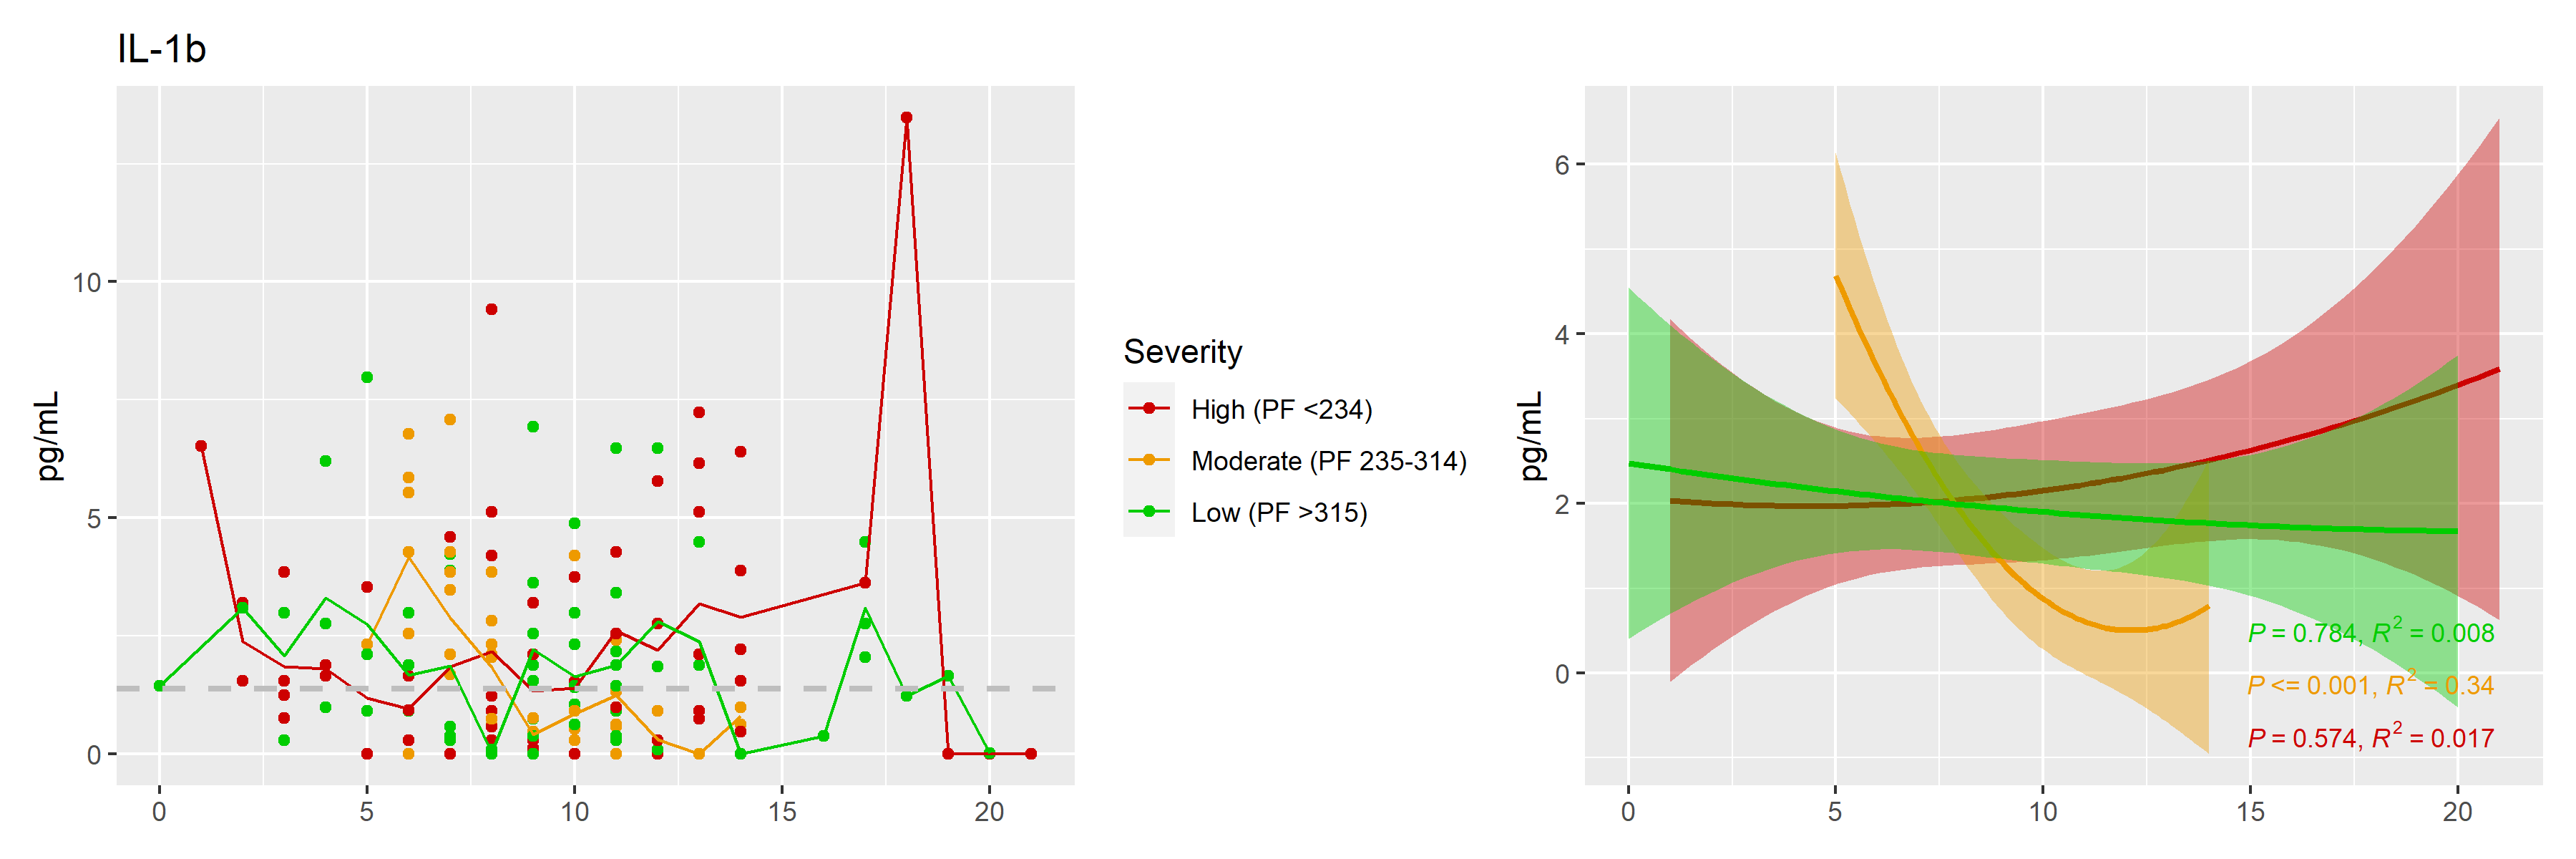 IL-1b
pg/mL
10
5
0
0 5 10 15 20
Severity
High (PF <234)
Moderate (PF 235-314)
Low (PF >315)
pg/mL
6
4
2
0
P = 0.784, R² = 0.008
P <= 0.001, R² = 0.34
P = 0.574, R² = 0.017
0 5 10 15 20